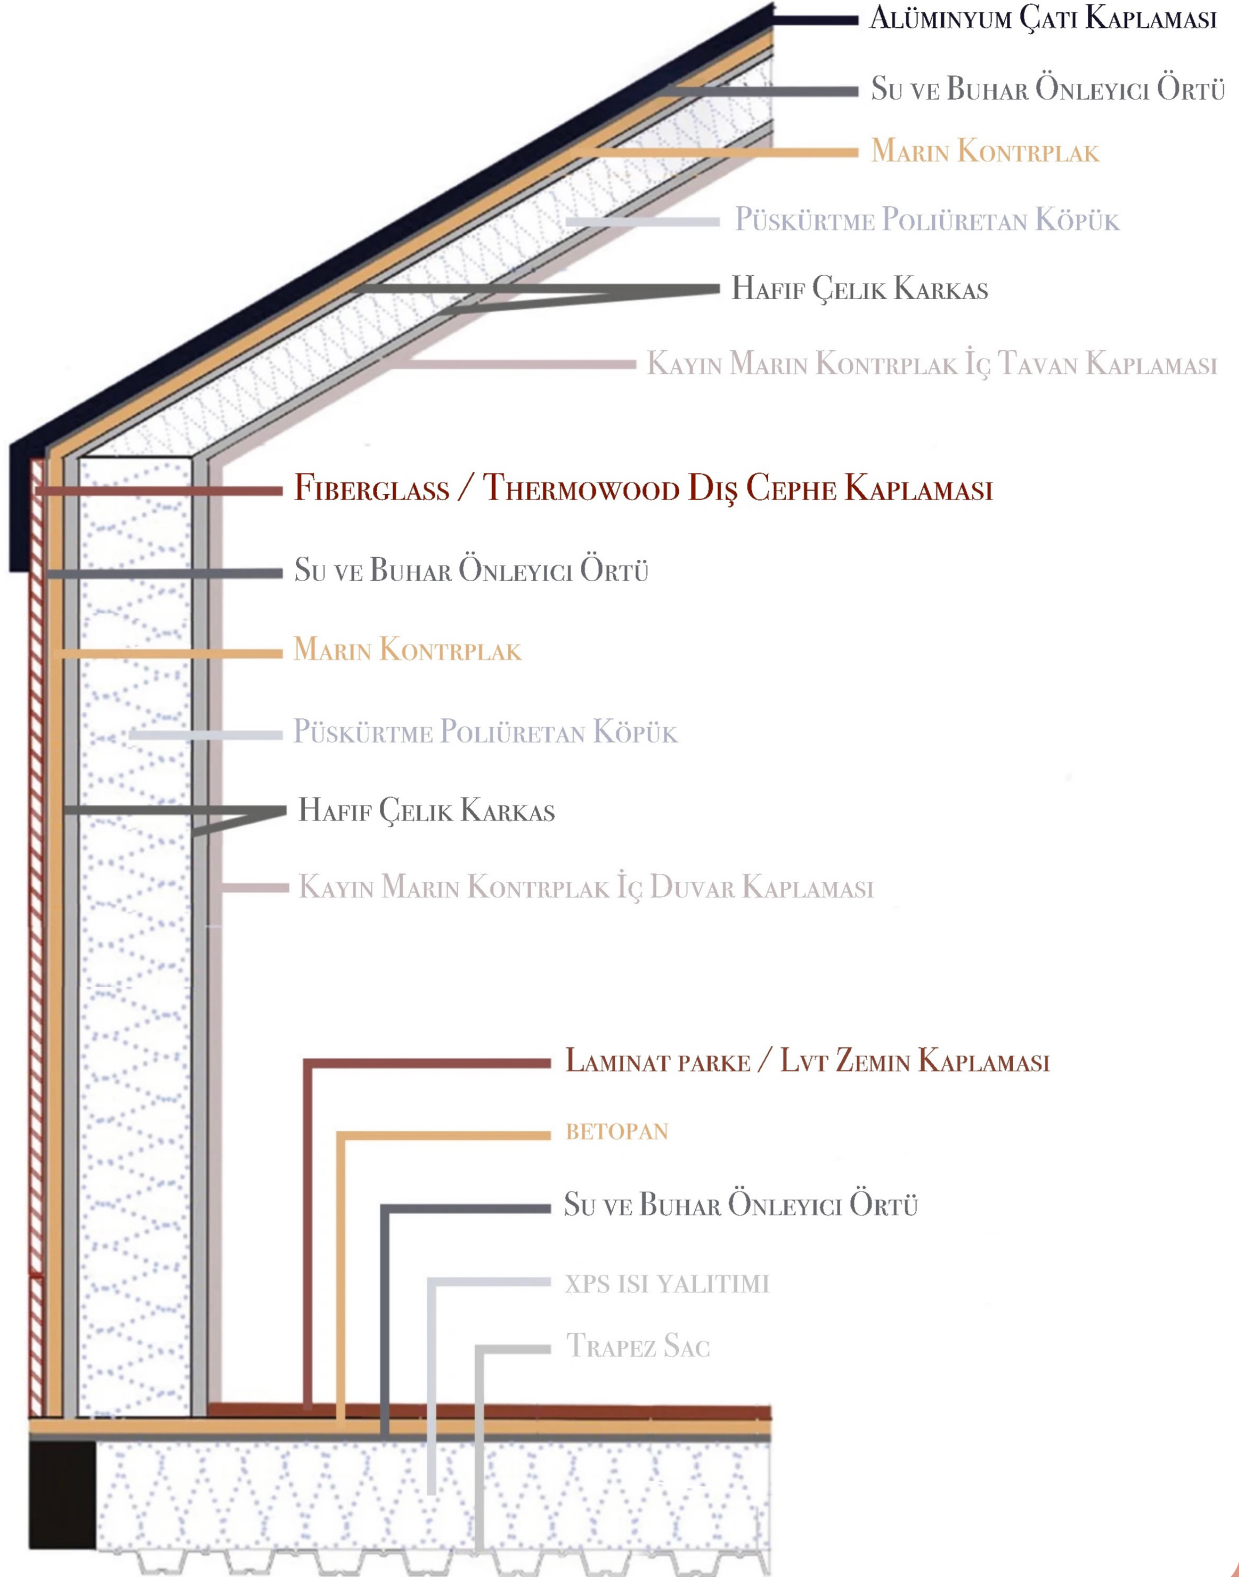 Alüminyum Çatı Kaplaması
Su ve Buhar Önleyici Örtü
Marin Kontrplak
Püskürtme Poliüretan Köpük
Hafif Çelik Karkas
Kayın Marin Kontrplak İç Tavan Kaplaması
Fiberglass / Thermowood Dış Cephe Kaplaması
Su ve Buhar Önleyici Örtü
Marin Kontrplak
Püskürtme Poliüretan Köpük
Hafif Çelik Karkas
Kayın Marin Kontrplak İç Duvar Kaplaması
Laminat parke / Lvt Zemin Kaplaması
betopan
Su ve Buhar Önleyici Örtü
xps ısı yalıtımı
Trapez Sac